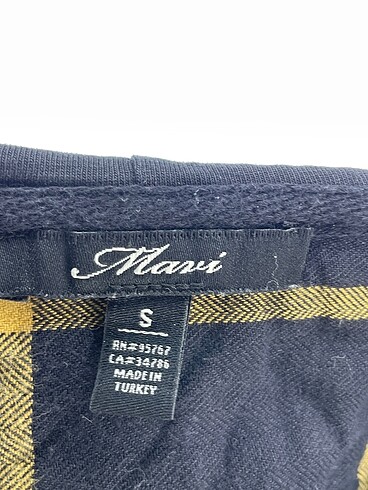 Mavi
S
RN#95767
CA#34786
MADE IN
TURKEY